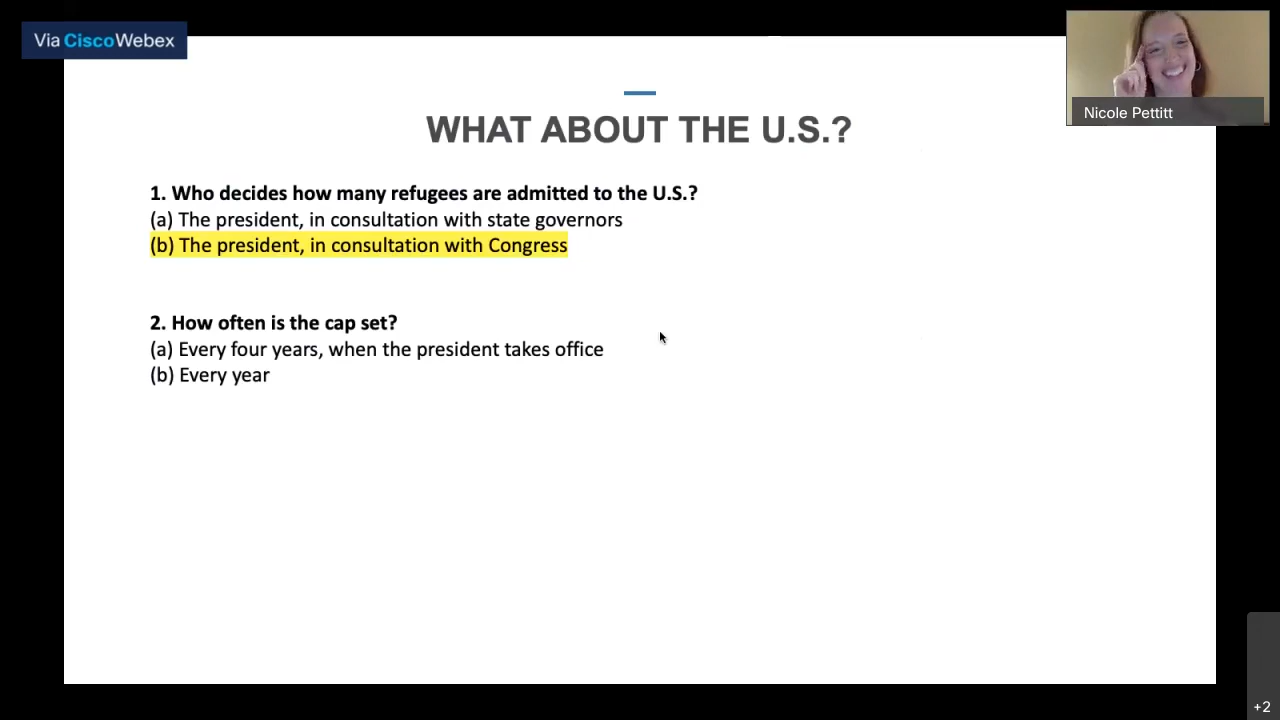 Via Cisco Webex
Nicole Pettitt
WHAT ABOUT THE U.S.?
1. Who decides how many refugees are admitted to the U.S.?
(a) The president, in consultation with state governors
(b) The president, in consultation with Congress
2. How often is the cap set?
(a) Every four years, when the president takes office
(b) Every year
+2